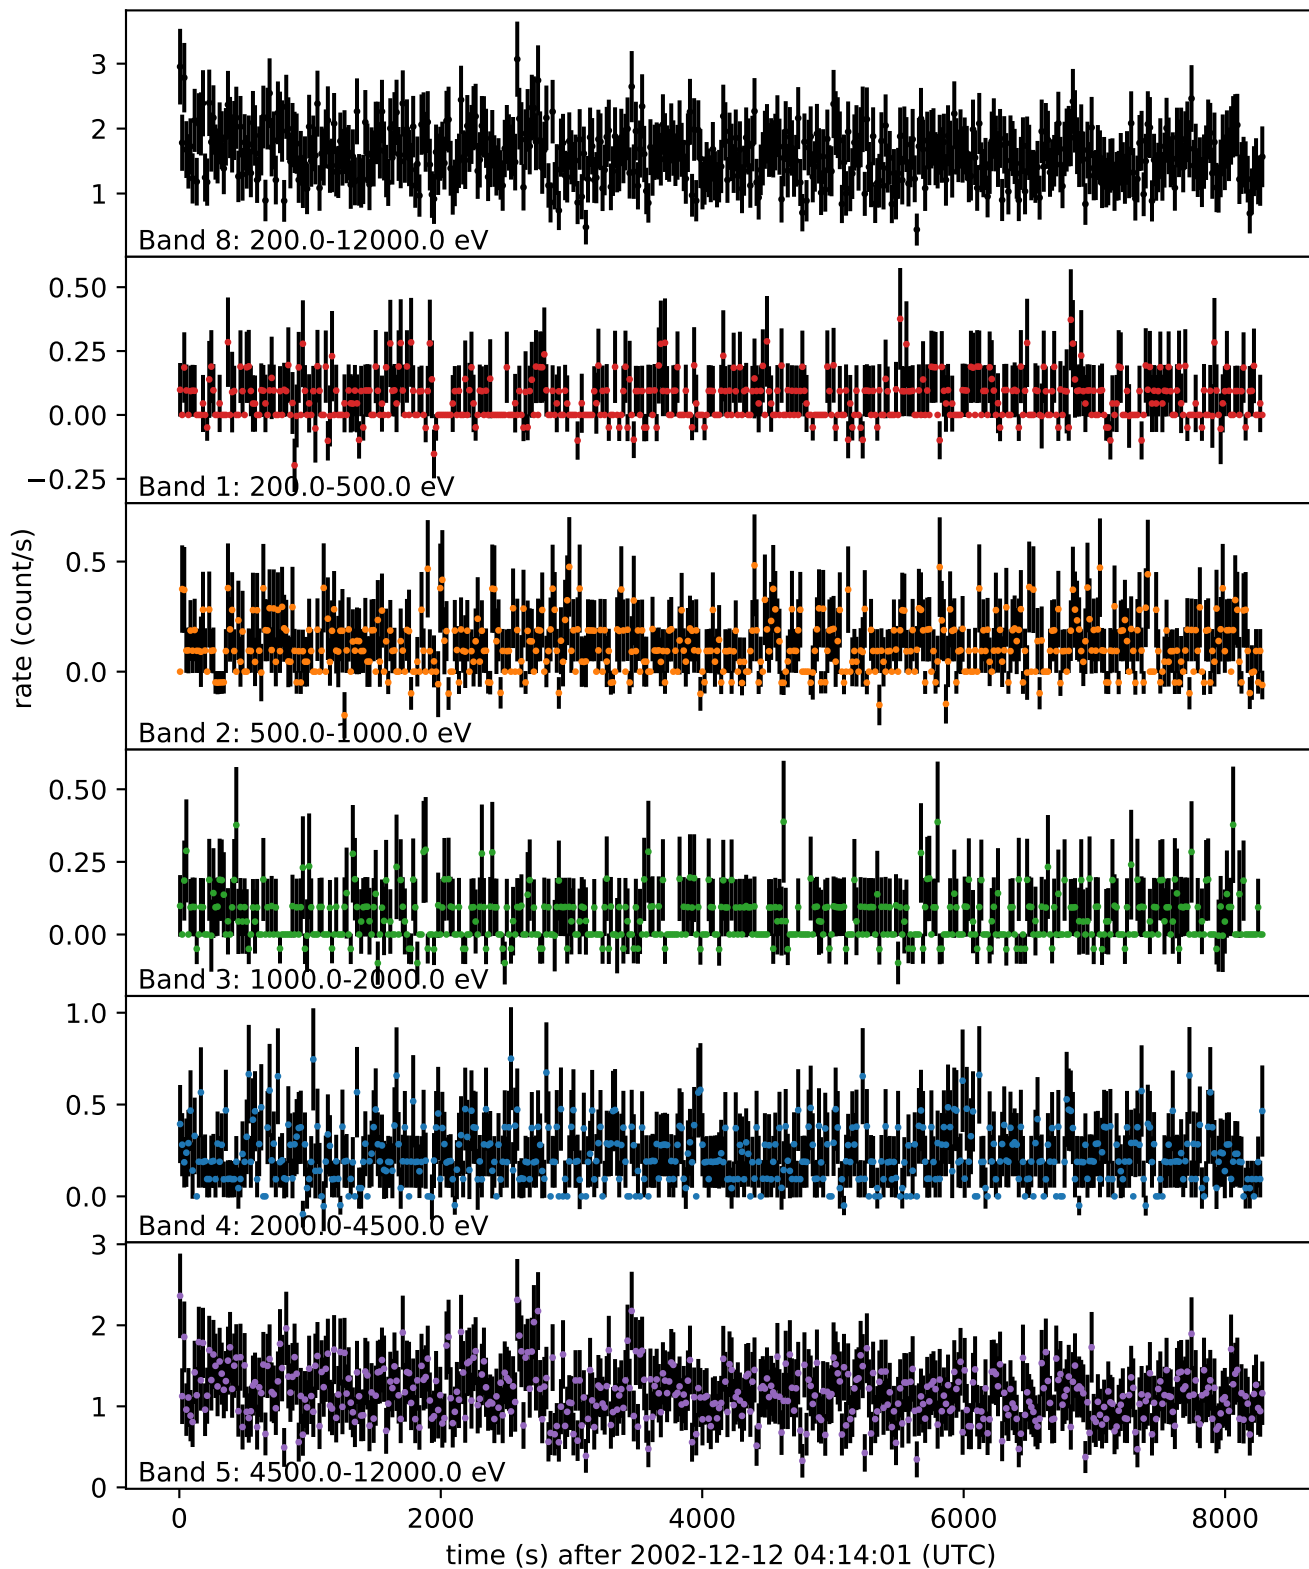 3
2
1
Band 8: 200.0-12000.0 eV
0.50
0.25
0.00
−0.25
Band 1: 200.0-500.0 eV
rate (count/s)
0.5
0.0
Band 2: 500.0-1000.0 eV
0.50
0.25
0.00
Band 3: 1000.0-2000.0 eV
1.0
0.5
0.0
Band 4: 2000.0-4500.0 eV
3
2
1
0
Band 5: 4500.0-12000.0 eV
0 2000 4000 6000 8000
time (s) after 2002-12-12 04:14:01 (UTC)